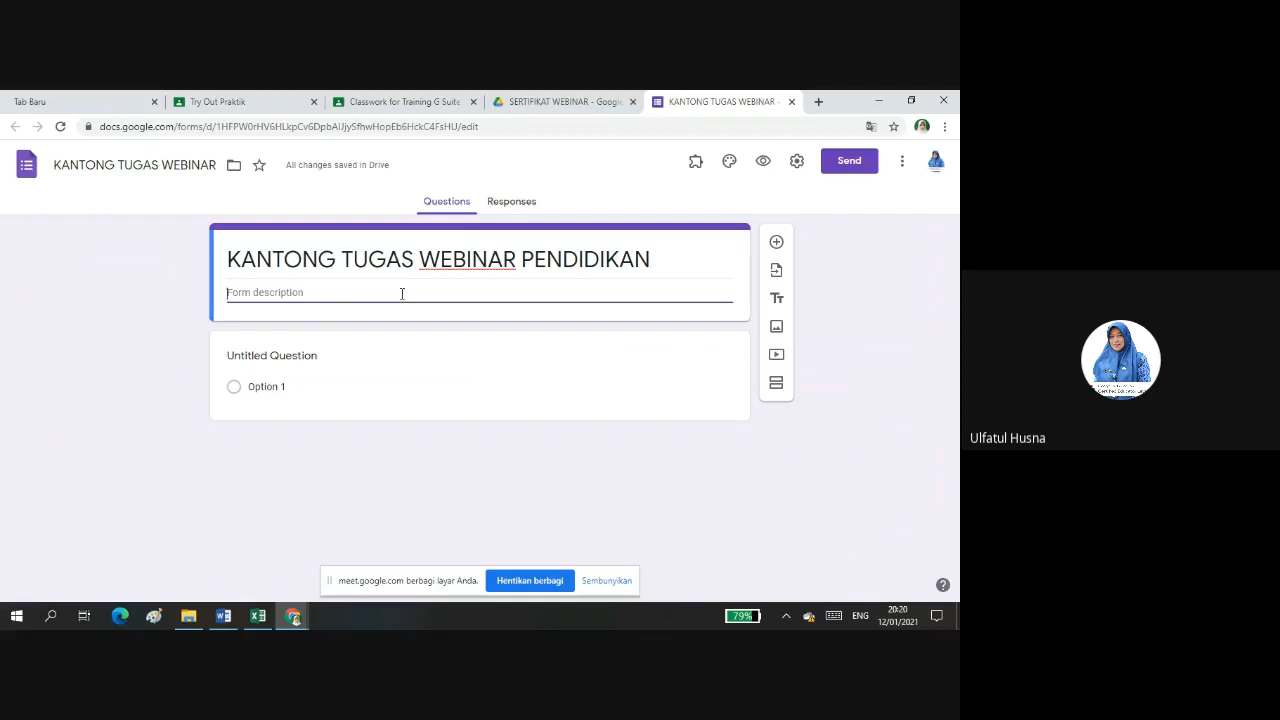 Tab Baru
Try Out Praktik
Classwork for Training G Suite
SERTIFIKAT WEBINAR - Google
KANTONG TUGAS WEBINAR -
docs.google.com/forms/d/
/edit
KANTONG TUGAS WEBINAR
All changes saved in Drive
Send
Questions
Responses
KANTONG TUGAS WEBINAR PENDIDIKAN
Form description
Untitled Question
Option 1
Ulfatul Husna
meet.google.com berbagi layar Anda.
Hentikan berbagi
Sembunyikan
79%
ENG
20:20
12/01/2021